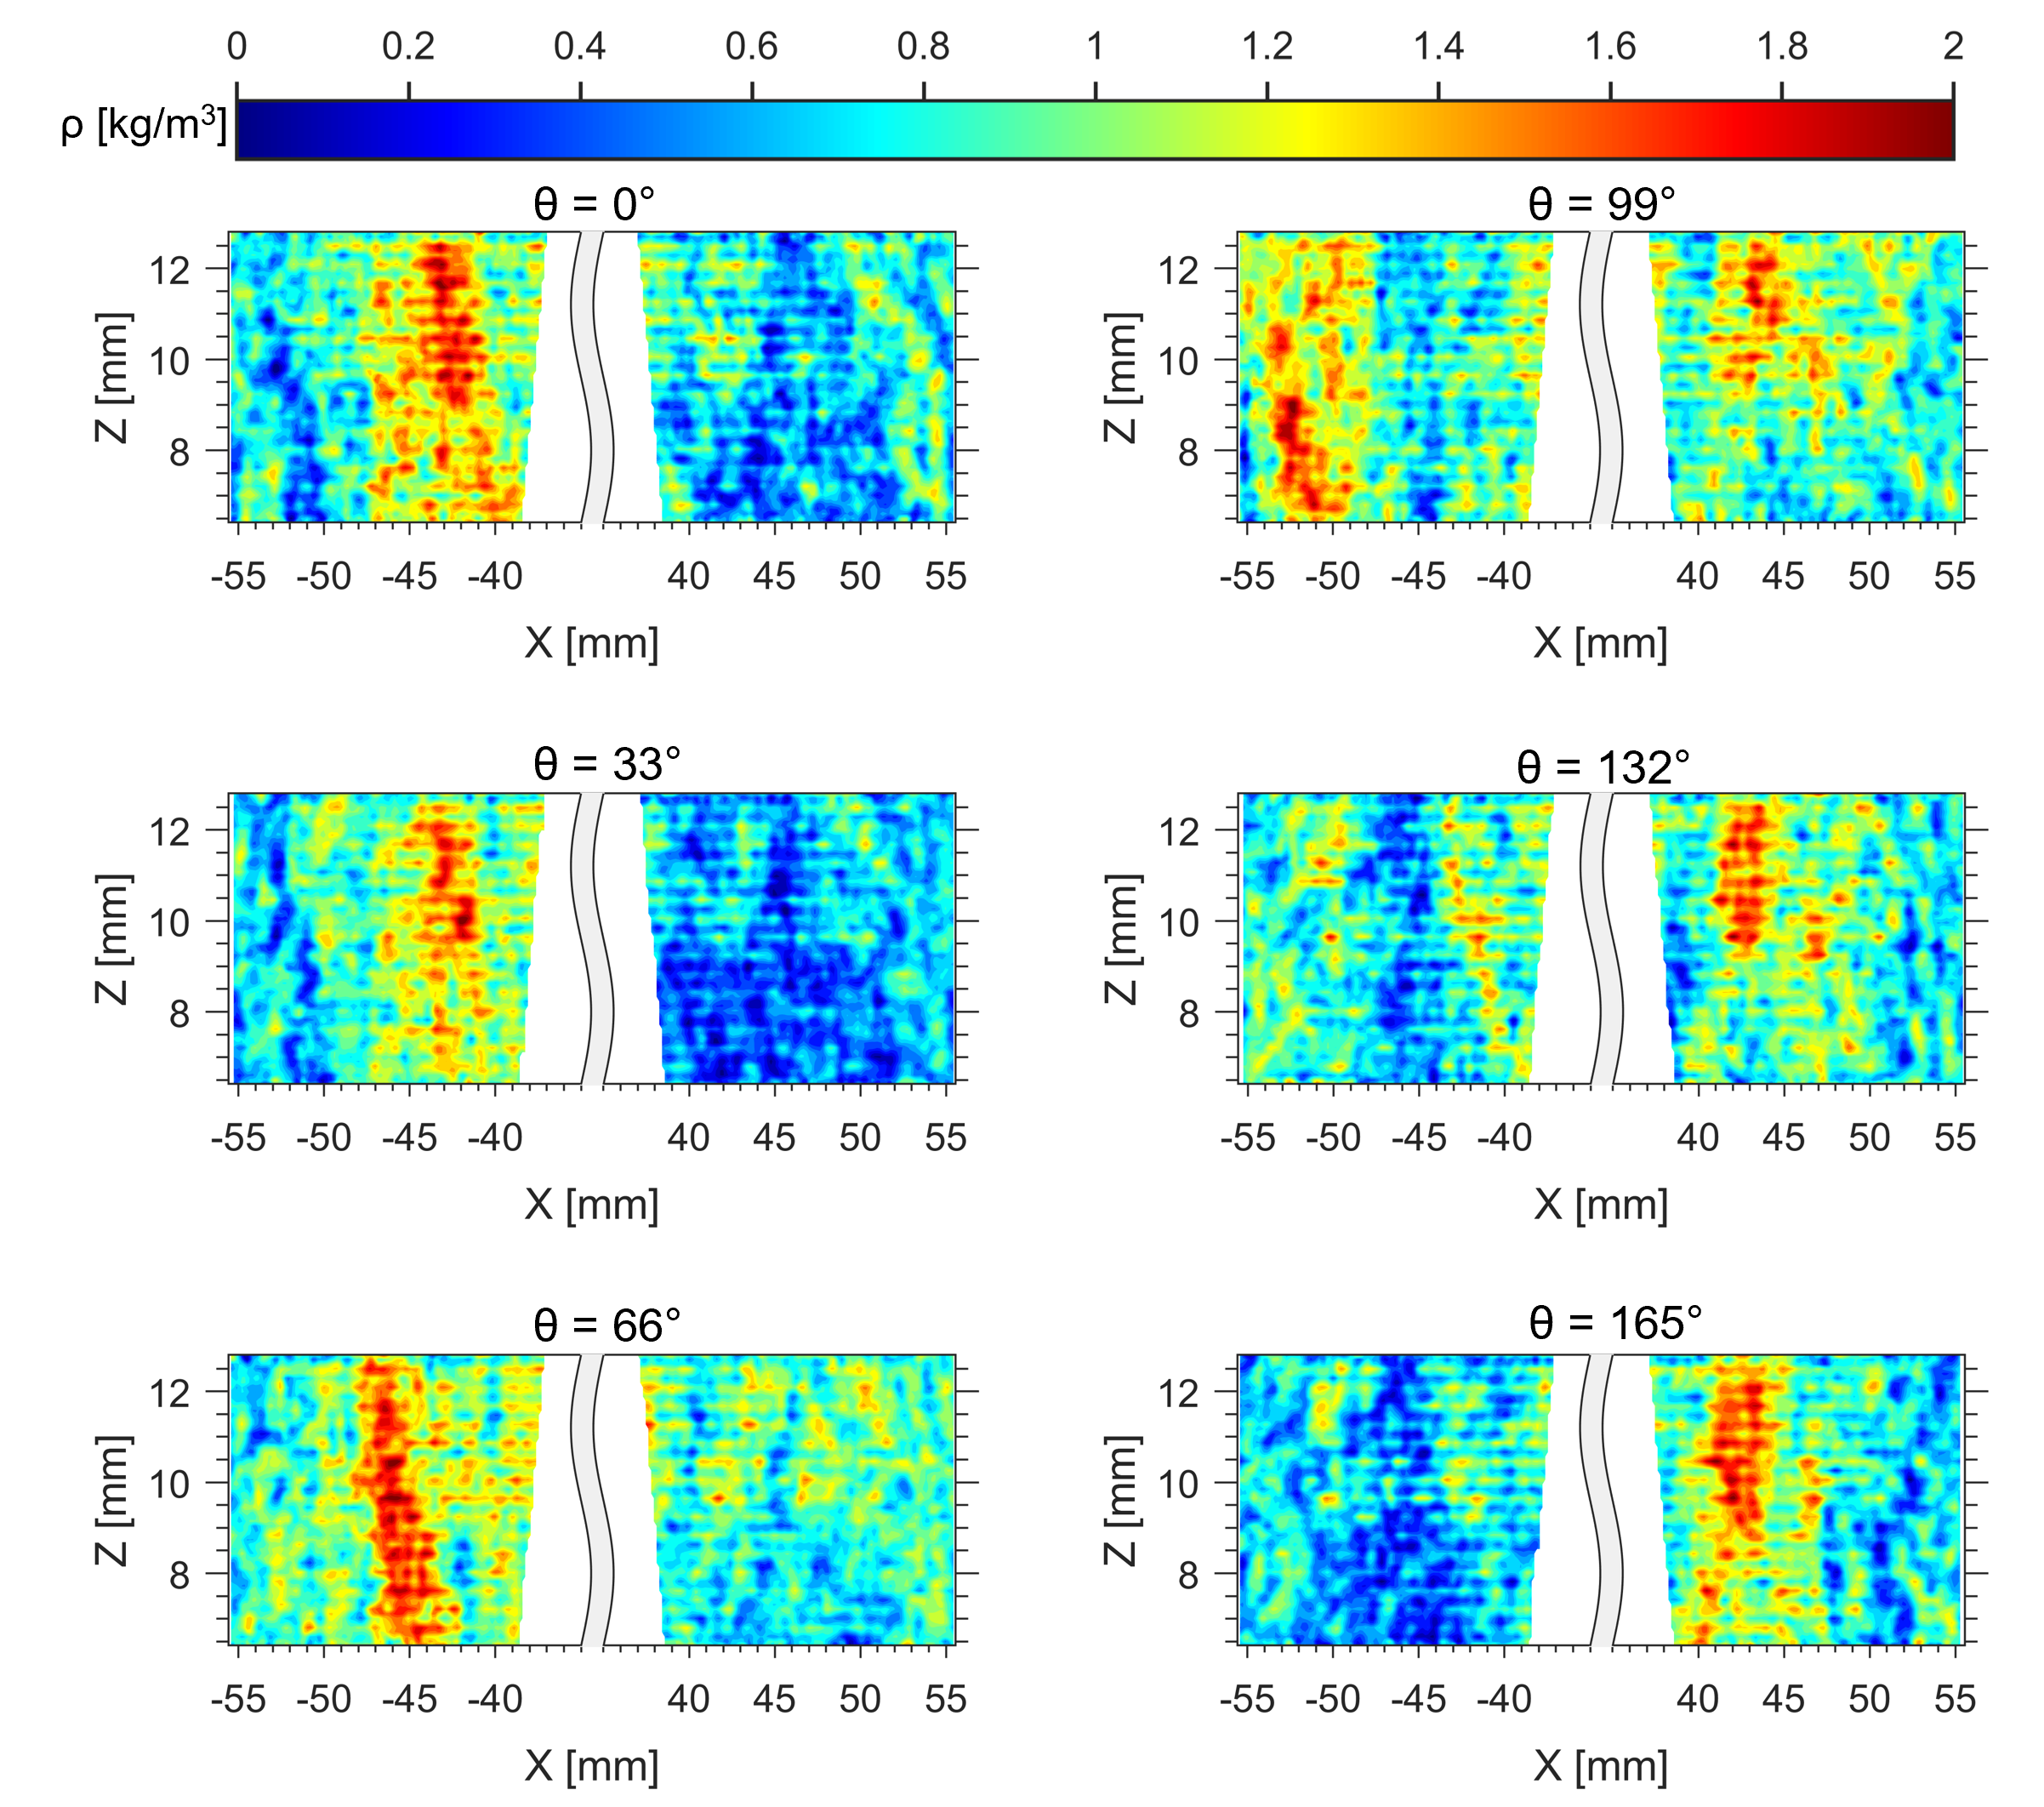 0 0.2 0.4 0.6 0.8 1 1.2 1.4 1.6 1.8 2
ρ [kg/m³]
θ = 0°
12
10
8
Z [mm]
-55 -50 -45 -40 40 45 50 55
X [mm]
θ = 99°
12
10
8
Z [mm]
-55 -50 -45 -40 40 45 50 55
X [mm]
θ = 33°
12
10
8
Z [mm]
-55 -50 -45 -40 40 45 50 55
X [mm]
θ = 132°
12
10
8
Z [mm]
-55 -50 -45 -40 40 45 50 55
X [mm]
θ = 66°
12
10
8
Z [mm]
-55 -50 -45 -40 40 45 50 55
X [mm]
θ = 165°
12
10
8
Z [mm]
-55 -50 -45 -40 40 45 50 55
X [mm]